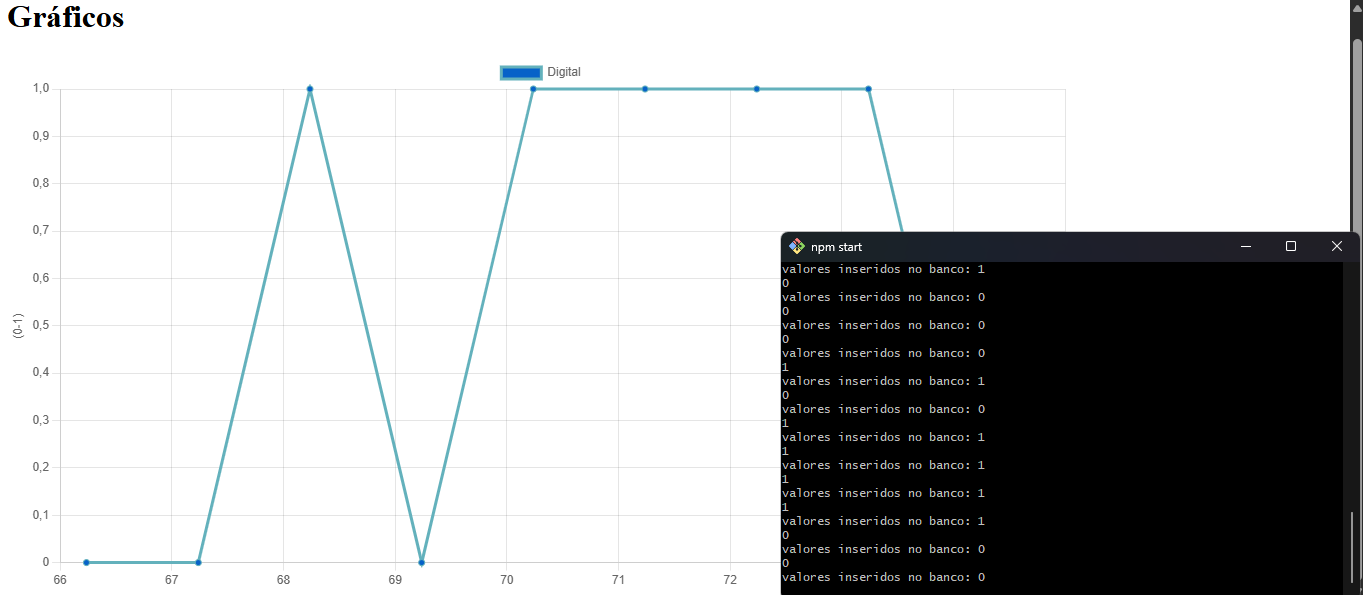 Gráficos
Digital
1,0
0,9
0,8
0,7
0,6
0,5
0,4
0,3
0,2
0,1
0
(0-1)
66 67 68 69 70 71 72
npm start
valores inseridos no banco: 1
0
valores inseridos no banco: 0
0
valores inseridos no banco: 0
0
valores inseridos no banco: 0
1
valores inseridos no banco: 1
0
valores inseridos no banco: 0
1
valores inseridos no banco: 1
1
valores inseridos no banco: 1
1
valores inseridos no banco: 1
1
valores inseridos no banco: 1
0
valores inseridos no banco: 0
0
valores inseridos no banco: 0